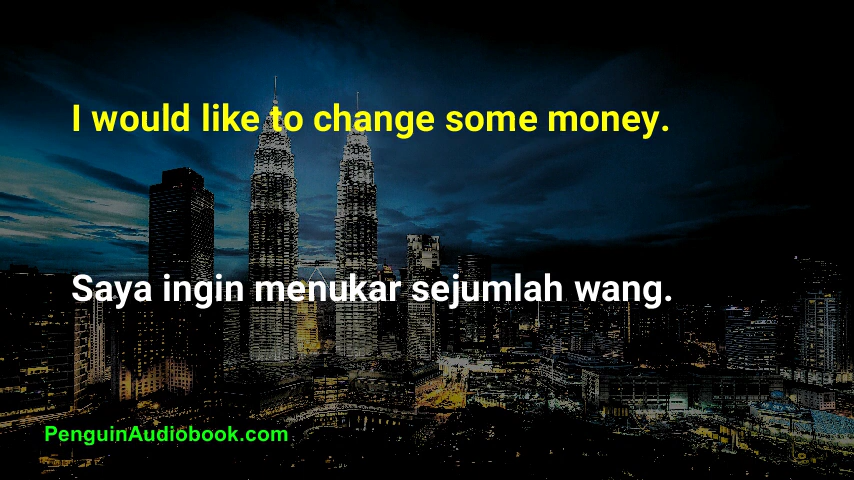 I would like to change some money.
Saya ingin menukar sejumlah wang.
PenguinAudiobook.com